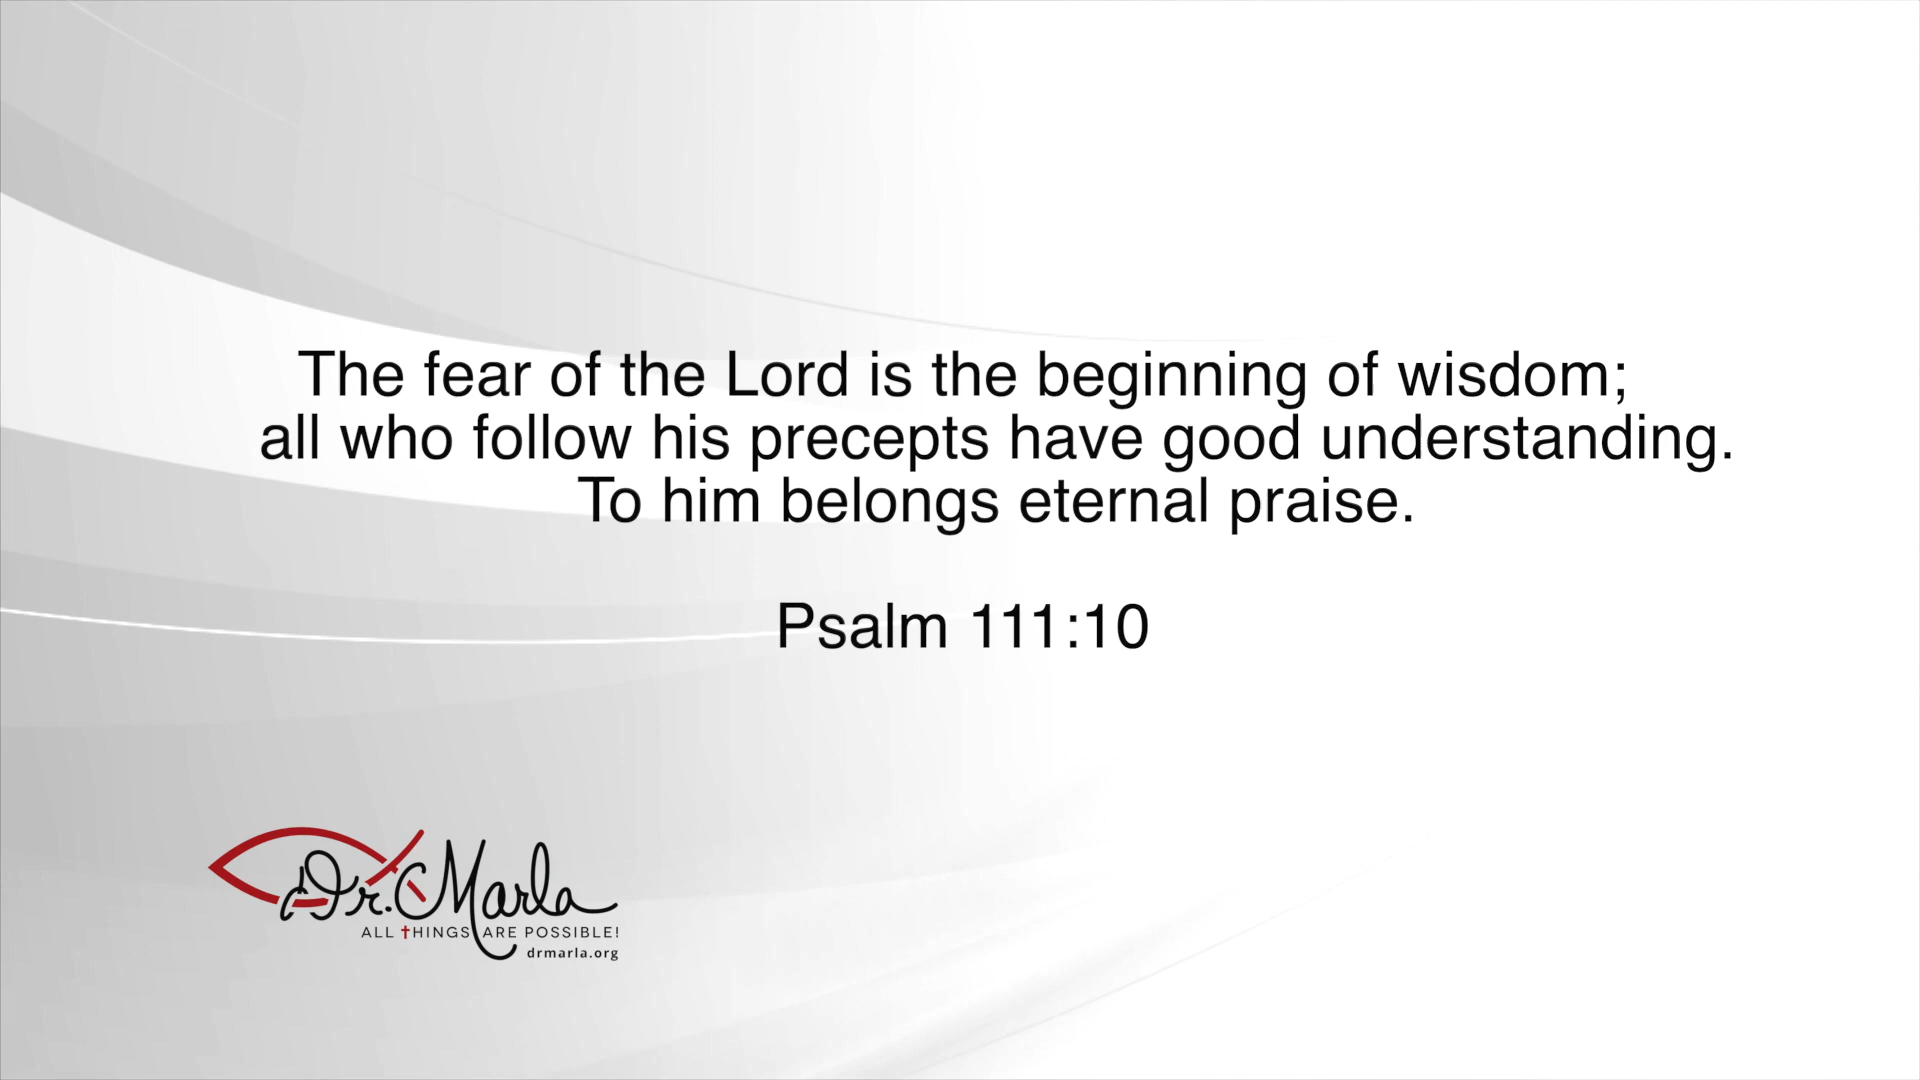 The fear of the Lord is the beginning of wisdom;
all who follow his precepts have good understanding.
To him belongs eternal praise.
Psalm 111:10
Dr. Marla
ALL THINGS ARE POSSIBLE!
drmarla.org